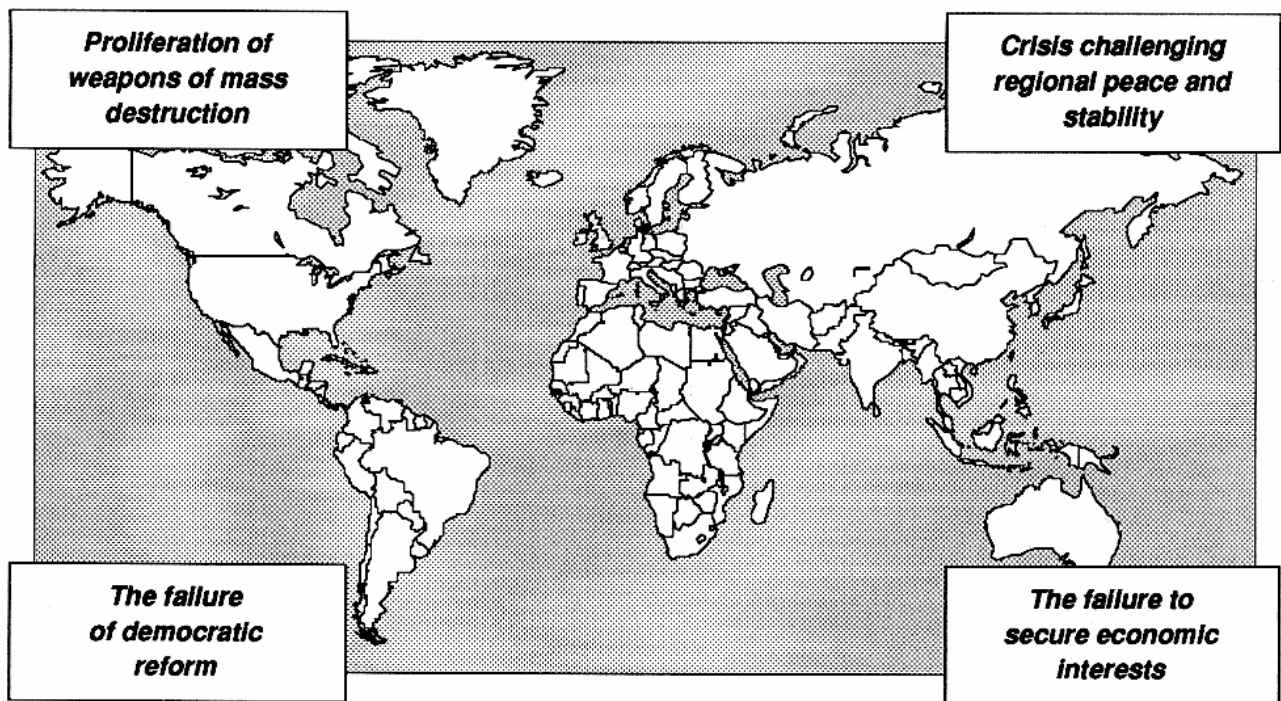 Proliferation of
weapons of mass
destruction
Crisis challenging
regional peace and
stability
The failure
of democratic
reform
The failure to
secure economic
interests